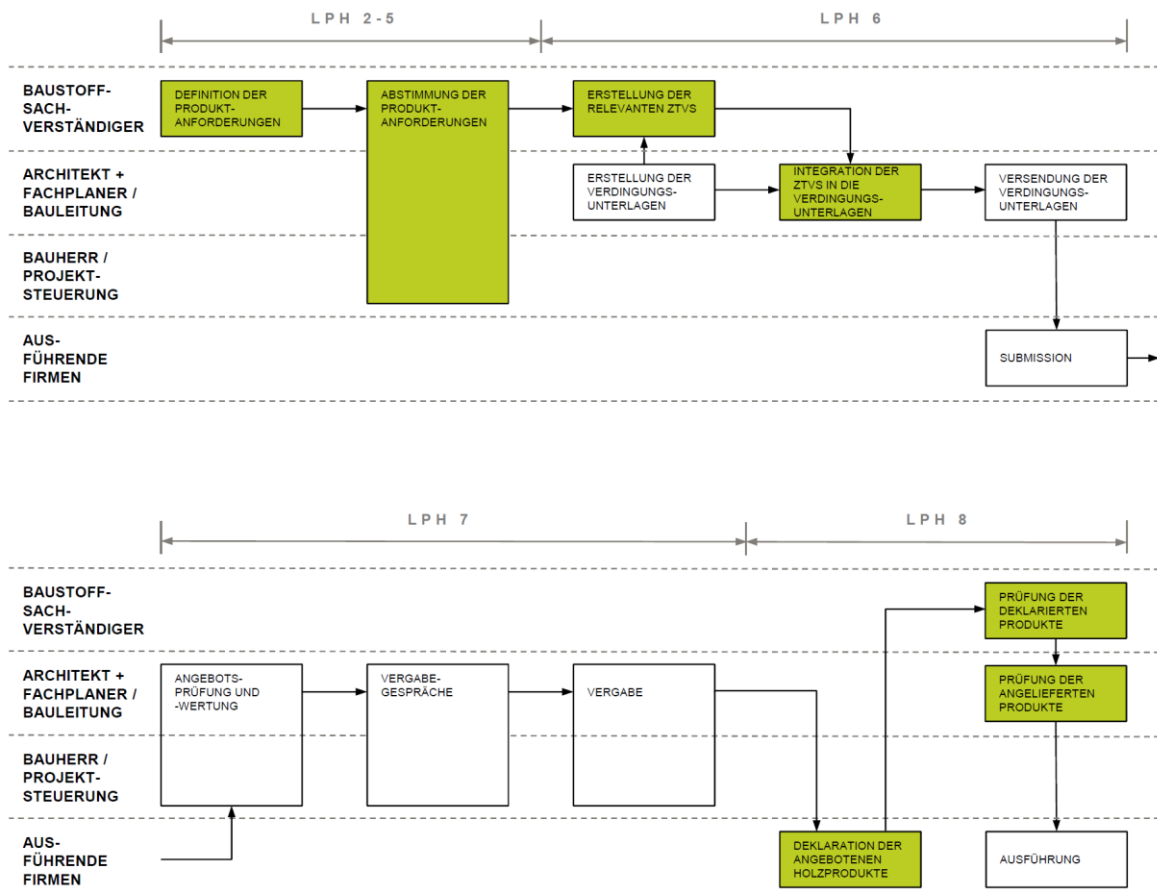 LPH 2-5
LPH 6
BAUSTOFF-
SACH-
VERSTÄNDIGER
DEFINITION DER
PRODUKT-
ANFORDERUNGEN
ABSTIMMUNG DER
PRODUKT-
ANFORDERUNGEN
ERSTELLUNG DER
RELEVANTEN ZTVS
ARCHITEKT +
FACHPLANER /
BAULEITUNG
ERSTELLUNG DER
VERDINGUNGS-
UNTERLAGEN
INTEGRATION DER
ZTVS IN DIE
VERDINGUNGS-
UNTERLAGEN
VERSENDUNG DER
VERDINGUNGS-
UNTERLAGEN
BAUHERR /
PROJEKT-
STEUERUNG
AUS-
FÜHRENDE
FIRMEN
SUBMISSION
LPH 7
LPH 8
BAUSTOFF-
SACH-
VERSTÄNDIGER
PRÜFUNG DER
DEKLARIERTEN
PRODUKTE
ARCHITEKT +
FACHPLANER /
BAULEITUNG
ANGEBOTS-
PRÜFUNG UND
-WERTUNG
VERGABE-
GESPRÄCHE
VERGABE
PRÜFUNG DER
ANGELIEFERTEN
PRODUKTE
BAUHERR /
PROJEKT-
STEUERUNG
AUS-
FÜHRENDE
FIRMEN
DEKLARATION DER
ANGEBOTENEN
HOLZPRODUKTE
AUSFÜHRUNG